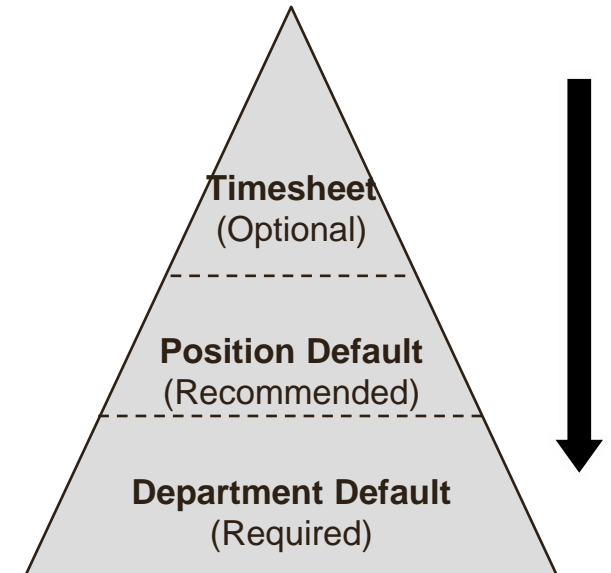 Timesheet
(Optional)
Position Default
(Recommended)
Department Default
(Required)